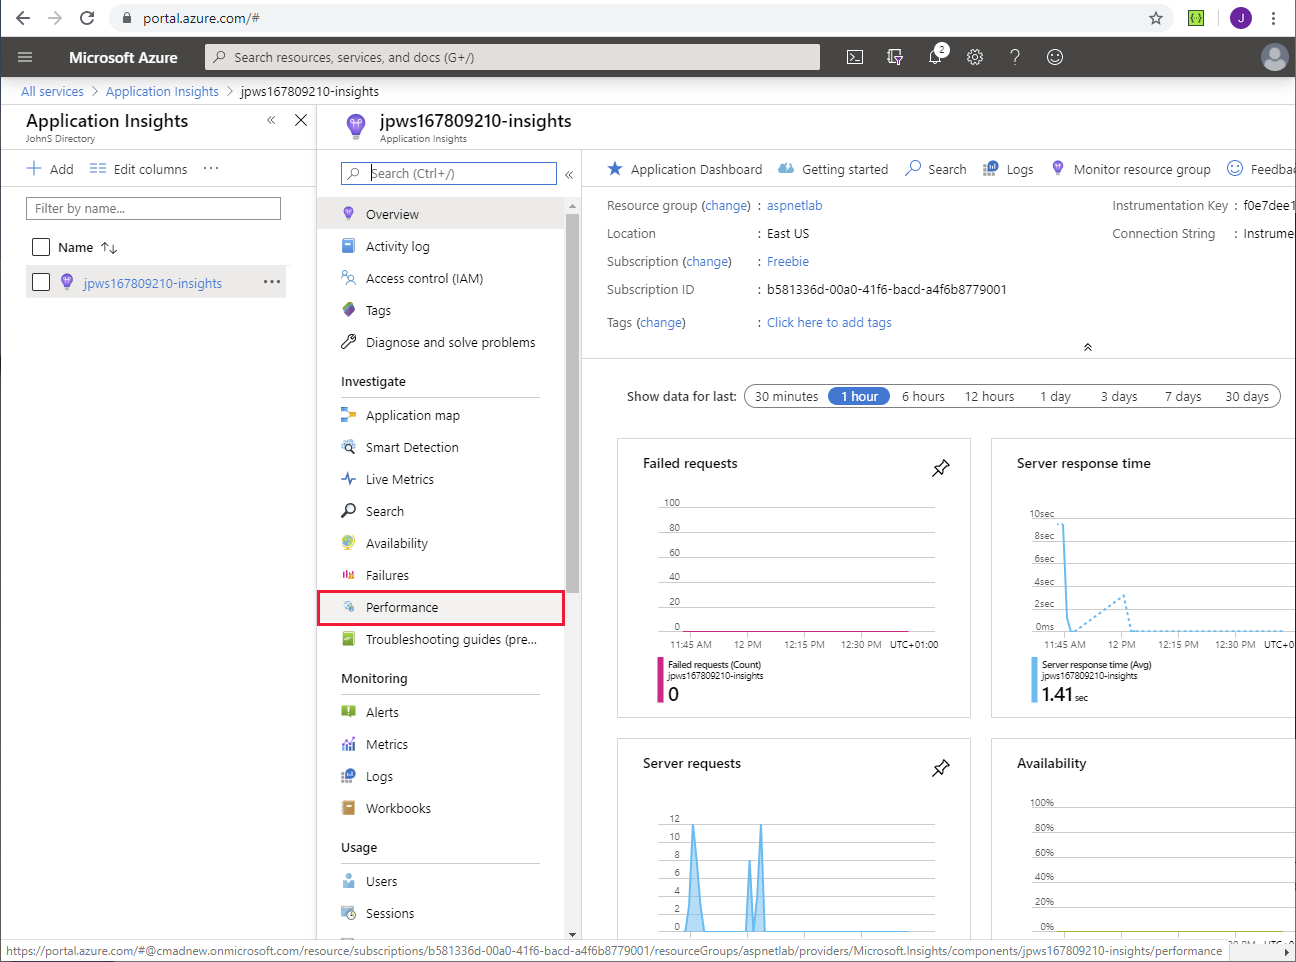 portal.azure.com/#
J
Microsoft Azure
Search resources, services, and docs (G+/)
2
All services > Application Insights > jpws167809210-insights
Application Insights
JohnS Directory
Add
Edit columns
Filter by name...
Name
jpws167809210-insights
jpws167809210-insights
Application Insights
Search (Ctrl+/)
Overview
Activity log
Access control (IAM)
Tags
Diagnose and solve problems
Investigate
Application map
Smart Detection
Live Metrics
Search
Availability
Failures
Performance
Troubleshooting guides (pre...
Monitoring
Alerts
Metrics
Logs
Workbooks
Usage
Users
Sessions
Application Dashboard
Getting started
Search
Logs
Monitor resource group
Feedba
Resource group (change) : aspnetlab
Location : East US
Subscription (change) : Freebie
Subscription ID : b581336d-00a0-41f6-bacd-a4f6b8779001
Tags (change) : Click here to add tags
Instrumentation Key : f0e7dee1
Connection String : Instrume
Show data for last:
30 minutes
1 hour
6 hours
12 hours
1 day
3 days
7 days
30 days
Failed requests
100
80
60
40
20
0
11:45 AM 12 PM 12:15 PM 12:30 PM UTC+01:00
Failed requests (Count)
jpws167809210-insights
0
Server response time
10sec
8sec
6sec
4sec
2sec
0ms
11:45 AM 12 PM 12:15 PM 12:30 PM UTC+0
Server response time (Avg)
jpws167809210-insights
1.41 sec
Server requests
12
10
8
6
4
2
0
Availability
100%
80%
60%
40%
20%
0%
12:30 PM UTC+0
https://portal.azure.com/#@cmadnew.onmicrosoft.com/resource/subscriptions/b581336d-00a0-41f6-bacd-a4f6b8779001/resourceGroups/aspnetlab/providers/Microsoft.Insights/components/jpws167809210-insights/performance